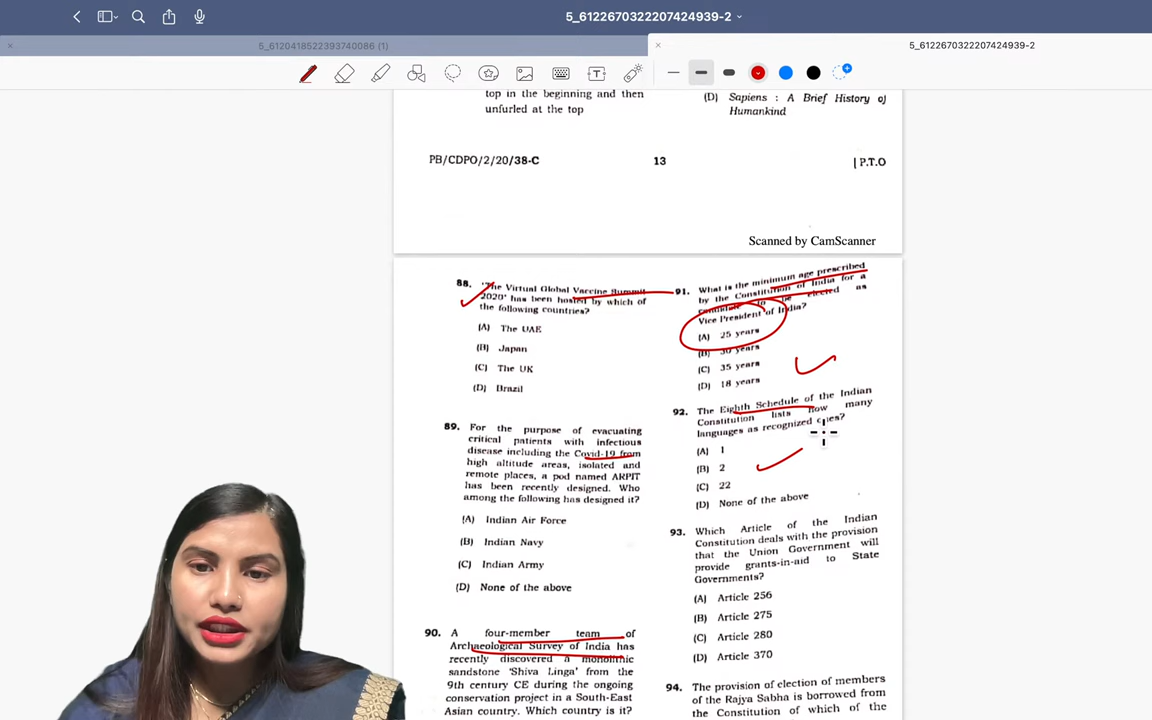 5_6122670322207424939-2
5_6120418522393740086 (1)
5_6122670322207424939-2
top in the beginning and then
unfurled at the top
(D) Sapiens : A Brief History of
Humankind
PB/CDPO/2/20/38-C
13
[ P.T.O
Scanned by CamScanner
88. 'The Virtual Global Vaccine Summit
2020' has been hosted by which of
the following countries?
(A) The UAE
(B) Japan
(C) The UK
(D) Brazil
89. For the purpose of evacuating
critical patients with infectious
disease including the Covid-19 from
high altitude areas, isolated and
remote places, a pod named ARPIT
has been recently designed. Who
among the following has designed it?
(A) Indian Air Force
(B) Indian Navy
(C) Indian Army
(D) None of the above
90. A four-member team of
Archaeological Survey of India has
recently discovered a monolithic
sandstone 'Shiva Linga' from the
9th century CE during the ongoing
conservation project in a South-East
Asian country. Which country is it?
91. What is the minimum age prescribed
by the Constitution of India for a
candidate to be elected as
Vice President of India?
(A) 25 years
(B) 30 years
(C) 35 years
(D) 18 years
92. The Eighth Schedule of the Indian
Constitution lists how many
languages as recognized ones?
(A) 1
(B) 2
(C) 22
(D) None of the above
93. Which Article of the Indian
Constitution deals with the provision
that the Union Government will
provide grants-in-aid to State
Governments?
(A) Article 256
(B) Article 275
(C) Article 280
(D) Article 370
94. The provision of election of members
of the Rajya Sabha is borrowed from
the Constitution of which of the